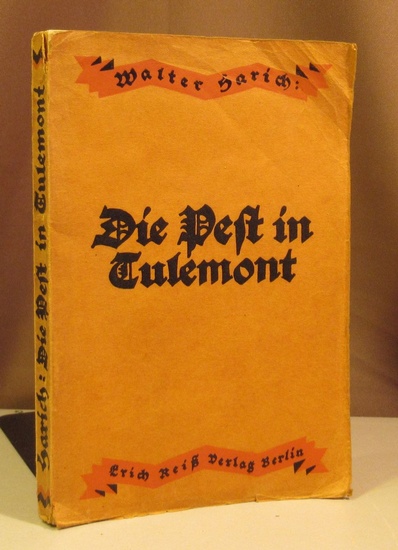 Walter Harich:
Die Pest in
Tulemont
Erich Reiß Verlag Berlin
Harich: Die Pest in Tulemont